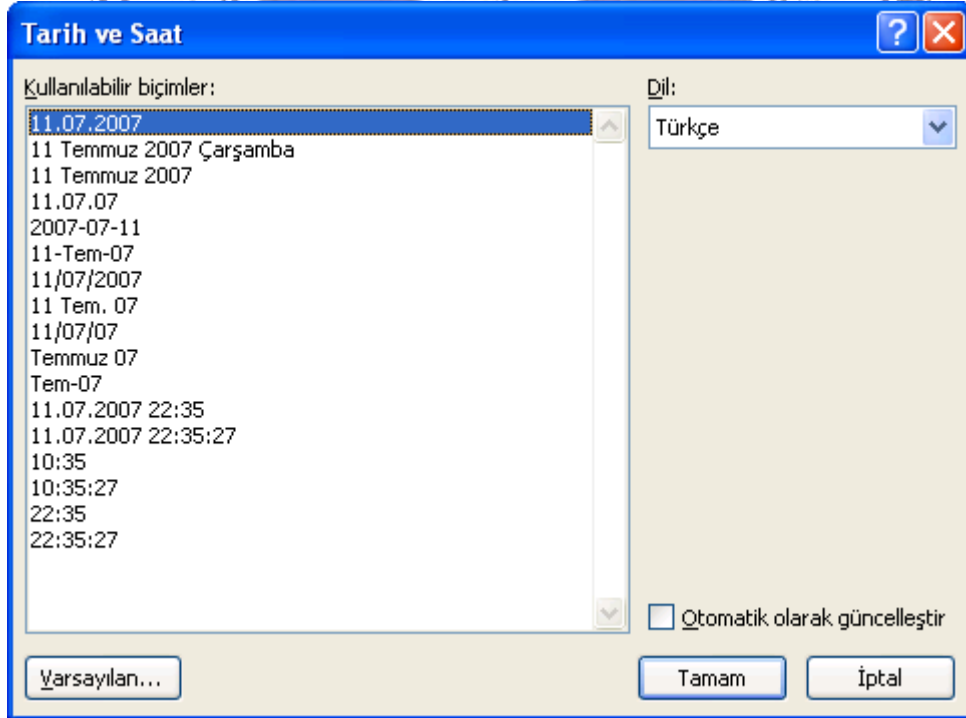 Tarih ve Saat
Kullanılabilir biçimler:
11.07.2007
11 Temmuz 2007 Çarşamba
11 Temmuz 2007
11.07.07
2007-07-11
11-Tem-07
11/07/2007
11 Tem. 07
11/07/07
Temmuz 07
Tem-07
11.07.2007 22:35
11.07.2007 22:35:27
10:35
10:35:27
22:35
22:35:27
Dil:
Türkçe
Otomatik olarak güncelleştir
Varsayılan...
Tamam
İptal